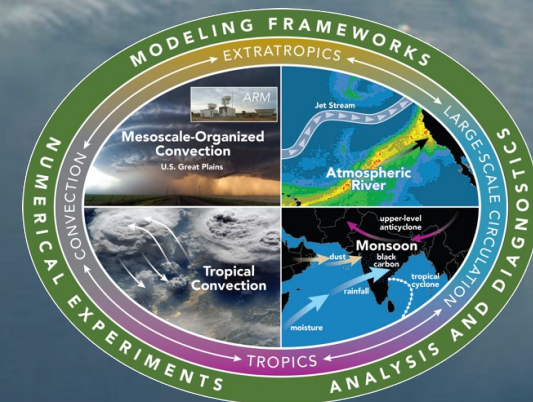 MODELING FRAMEWORKS
EXTRATROPICS
ARM
Mesoscale-Organized
Convection
U.S. Great Plains
Jet Stream
Atmospheric
River
CONVECTION
LARGE-SCALE CIRCULATION
NUMERICAL EXPERIMENTS
ANALYSIS AND DIAGNOSTICS
Tropical
Convection
upper-level
anticyclone
Monsoon
dust
black
carbon
rainfall
tropical
cyclone
moisture
TROPICS